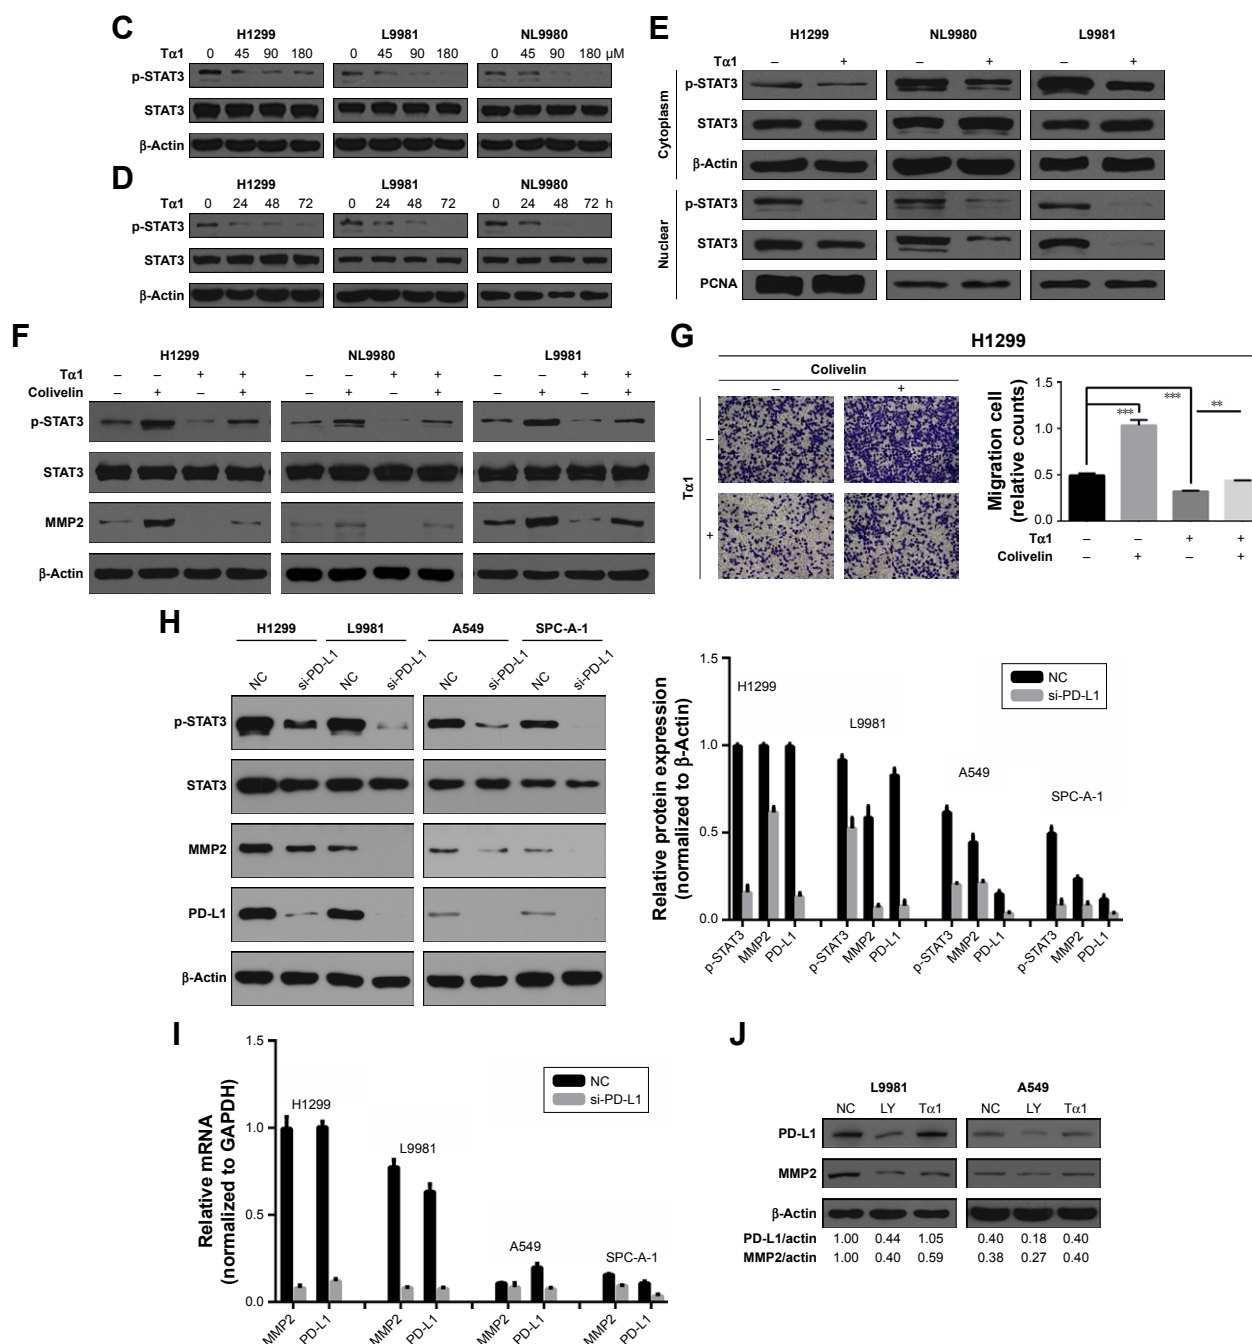 C
H1299 L9981 NL9980
Tα1 0 45 90 180 0 45 90 180 0 45 90 180 μM
p-STAT3
STAT3
β-Actin
D
H1299 L9981 NL9980
Tα1 0 24 48 72 0 24 48 72 0 24 48 72 h
p-STAT3
STAT3
β-Actin
E
H1299 NL9980 L9981
Tα1 – + – + – +
Cytoplasm
p-STAT3
STAT3
β-Actin
Nuclear
p-STAT3
STAT3
PCNA
F
H1299 NL9980 L9981
Tα1 – – + + – – + + – – + +
Colivelin – + – + – + – + – + – +
p-STAT3
STAT3
MMP2
β-Actin
G
H1299
Colivelin
– +
Tα1
–
+
Migration cell
(relative counts)
1.5
1.0
0.5
0.0
*** *** **
Tα1 – – + +
Colivelin – + – +
H
H1299 L9981 A549 SPC-A-1
NC si-PD-L1 NC si-PD-L1 NC si-PD-L1 NC si-PD-L1
p-STAT3
STAT3
MMP2
PD-L1
β-Actin
Relative protein expression
(normalized to β-Actin)
1.5
1.0
0.5
0.0
NC
si-PD-L1
H1299
L9981
A549
SPC-A-1
p-STAT3 MMP2 PD-L1 p-STAT3 MMP2 PD-L1 p-STAT3 MMP2 PD-L1 p-STAT3 MMP2 PD-L1
I
Relative mRNA
(normalized to GAPDH)
1.5
1.0
0.5
0.0
NC
si-PD-L1
H1299
L9981
A549
SPC-A-1
MMP2 PD-L1 MMP2 PD-L1 MMP2 PD-L1 MMP2 PD-L1
J
L9981 A549
NC LY Tα1 NC LY Tα1
PD-L1
MMP2
β-Actin
PD-L1/actin 1.00 0.44 1.05 0.40 0.18 0.40
MMP2/actin 1.00 0.40 0.59 0.38 0.27 0.40